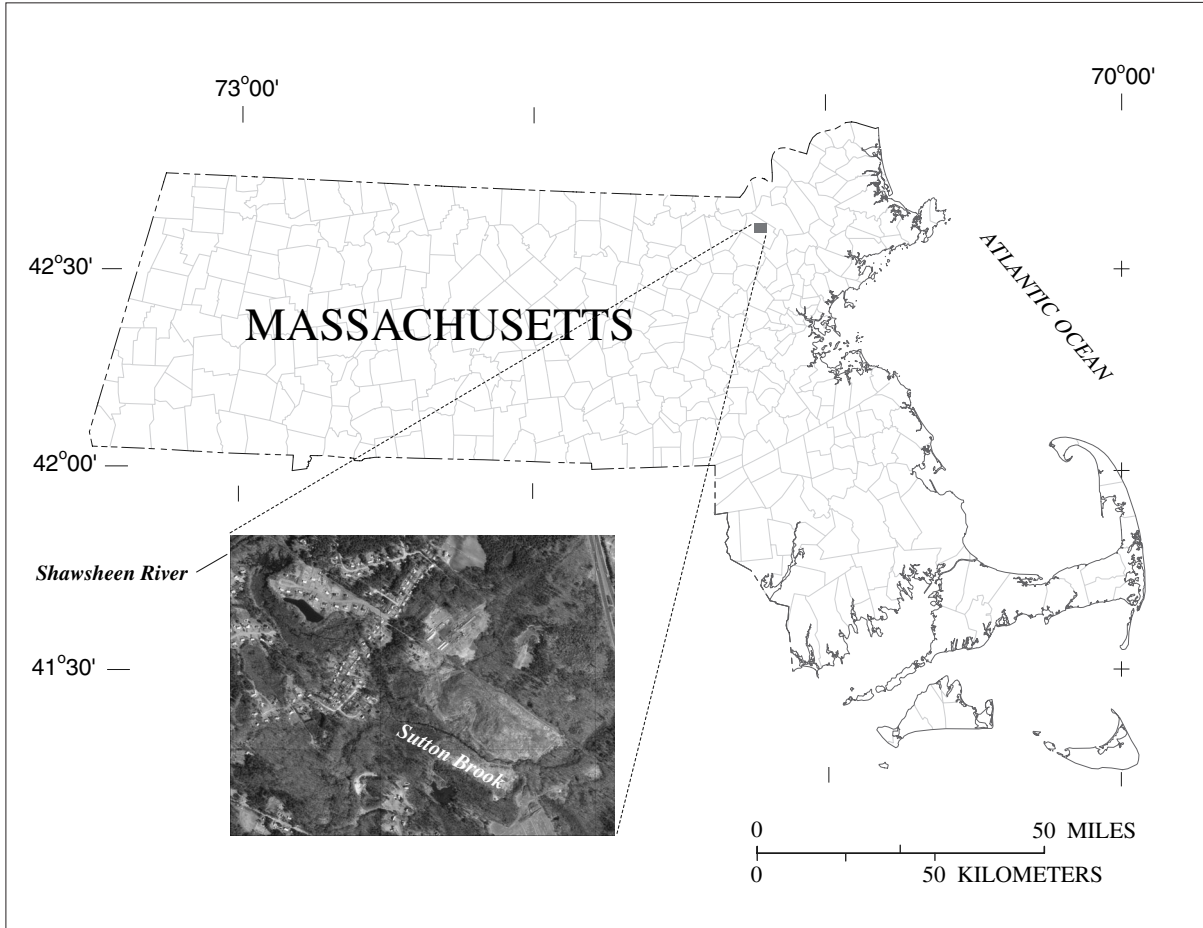 73°00'
70°00'
42°30'
ATLANTIC OCEAN
MASSACHUSETTS
42°00'
Shawsheen River
41°30'
Sutton Brook
0 50 MILES
0 50 KILOMETERS